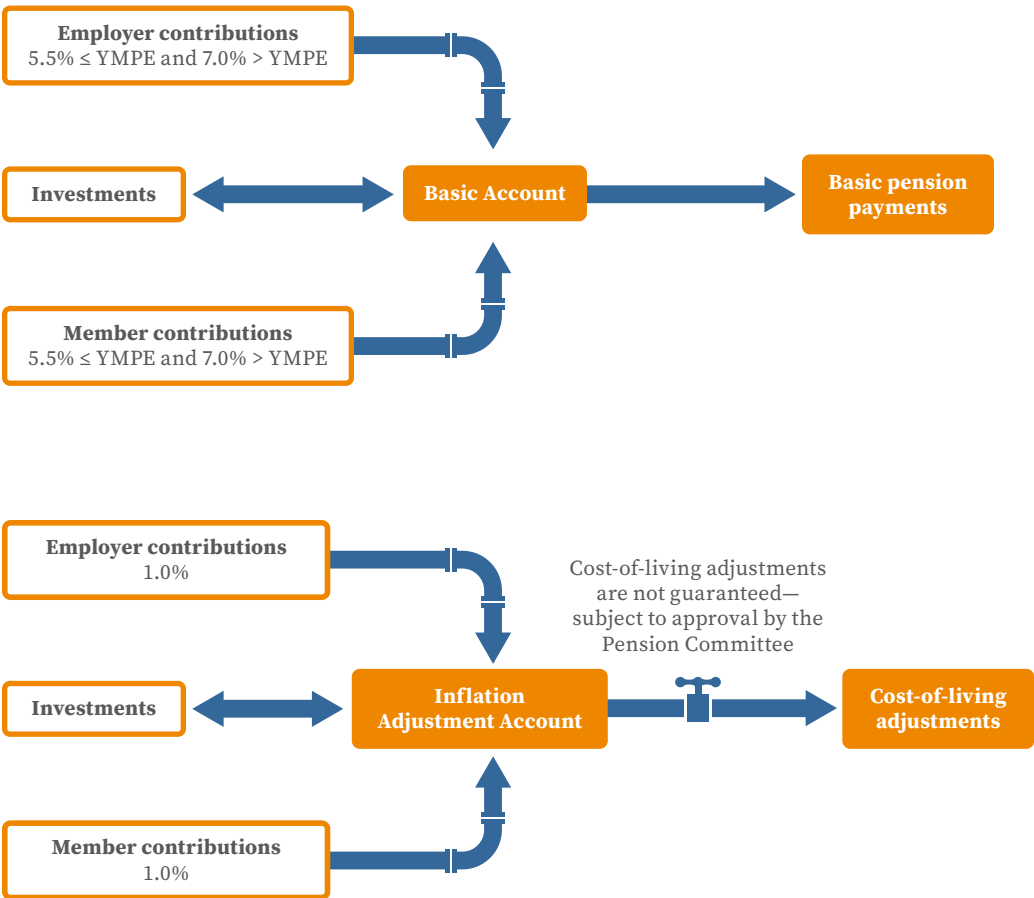 Employer contributions
5.5% ≤ YMPE and 7.0% > YMPE
Investments
Basic Account
Basic pension
payments
Member contributions
5.5% ≤ YMPE and 7.0% > YMPE
Employer contributions
1.0%
Cost-of-living adjustments
are not guaranteed—
subject to approval by the
Pension Committee
Investments
Inflation
Adjustment Account
Cost-of-living
adjustments
Member contributions
1.0%